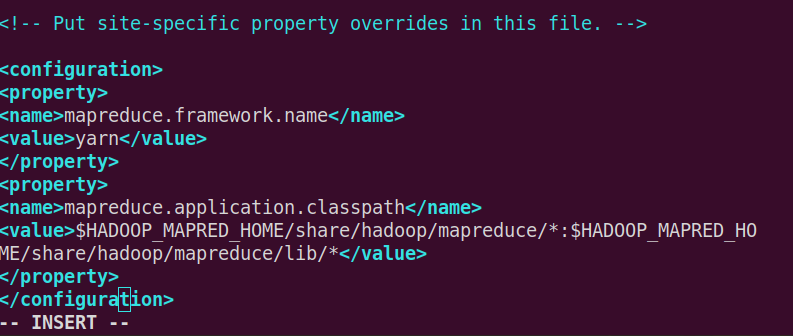 <!-- Put site-specific property overrides in this file. -->
<configuration>
<property>
<name>mapreduce.framework.name</name>
<value>yarn</value>
</property>
<property>
<name>mapreduce.application.classpath</name>
<value>$HADOOP_MAPRED_HOME/share/hadoop/mapreduce/*:$HADOOP_MAPRED_HO
ME/share/hadoop/mapreduce/lib/*</value>
</property>
</configuration>
-- INSERT --